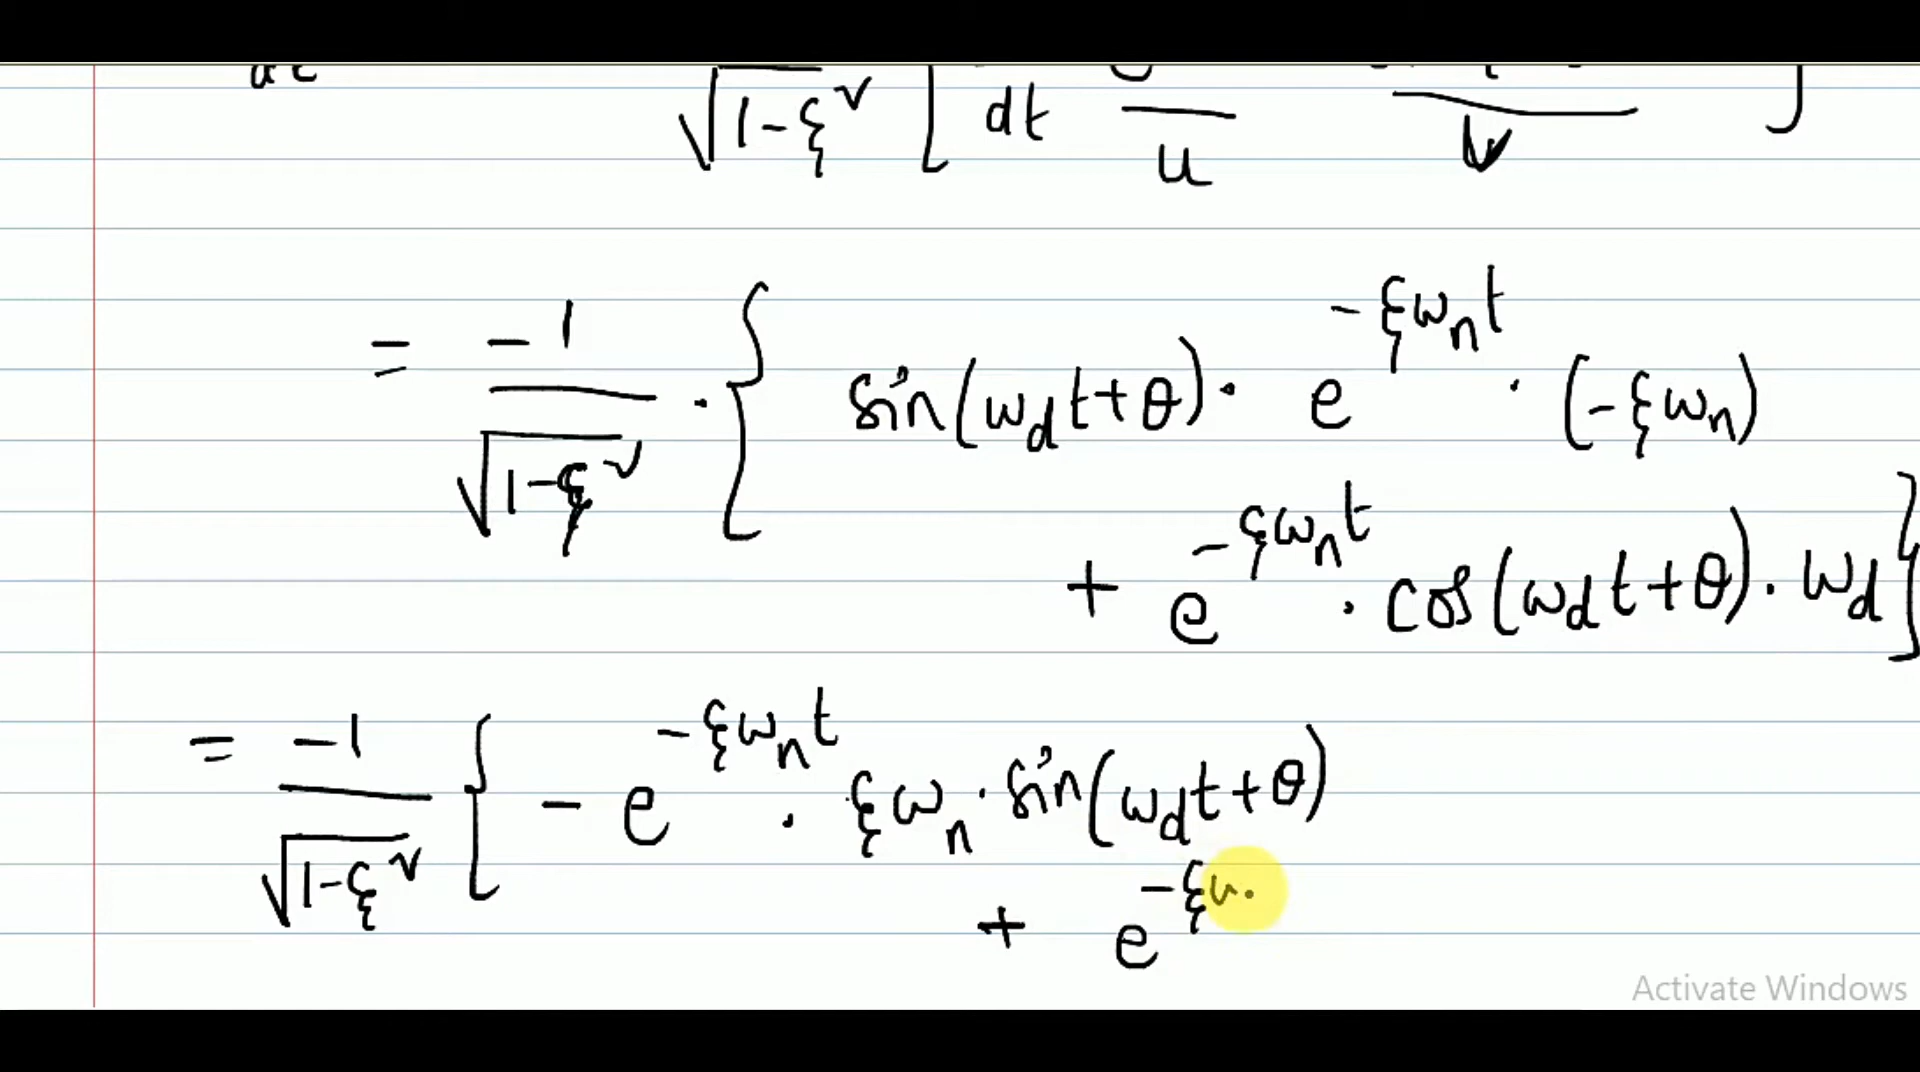 √1-ξ² [ dt u v ]
= -1/√1-ξ² · { sin(ω_d t+θ) · e^-ξω_n t · (-ξω_n)
+ e^-ξω_n t · cos(ω_d t+θ) · ω_d }
= -1/√1-ξ² { - e^-ξω_n t · ξω_n · sin(ω_d t+θ)
+ e^-ξ
Activate Windows